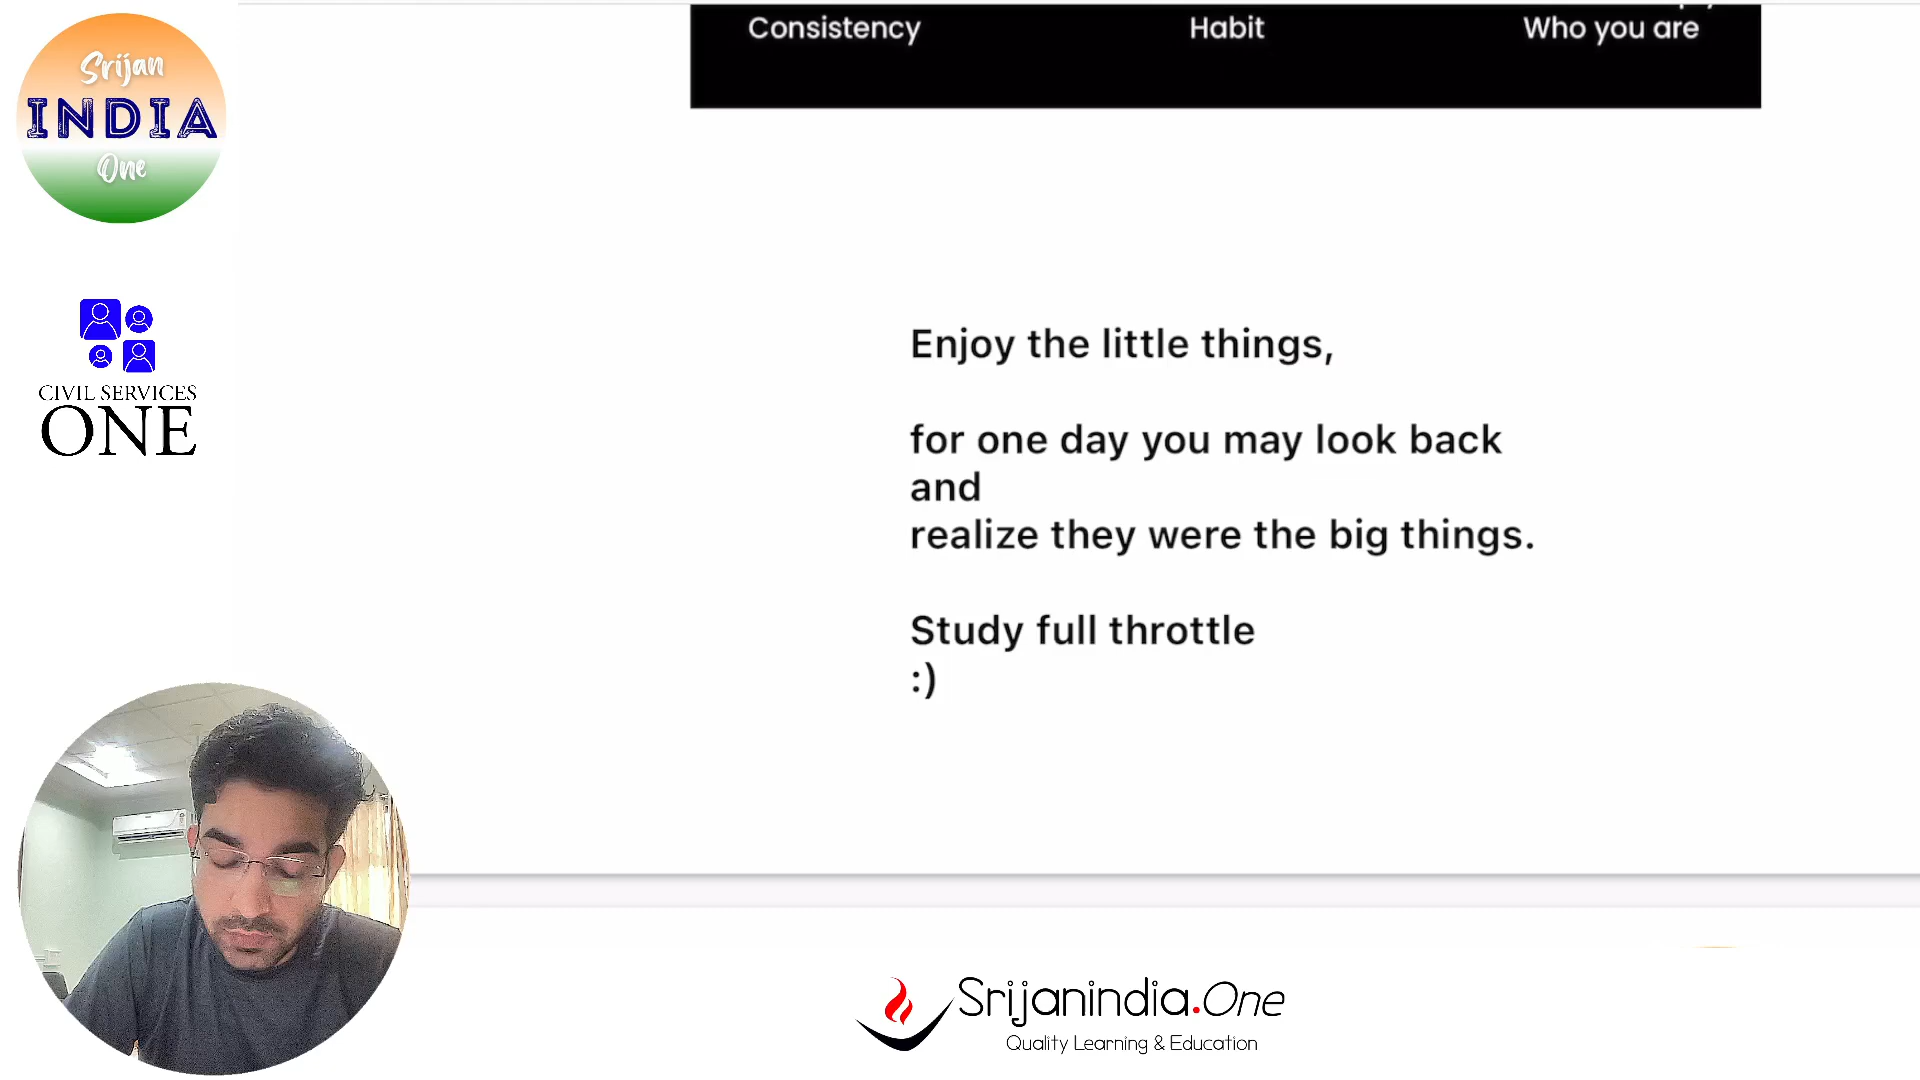 Srijan
INDIA
One
CIVIL SERVICES
ONE
Consistency
Habit
Who you are
Enjoy the little things,
for one day you may look back
and
realize they were the big things.
Study full throttle
:)
Srijanindia.One
Quality Learning & Education